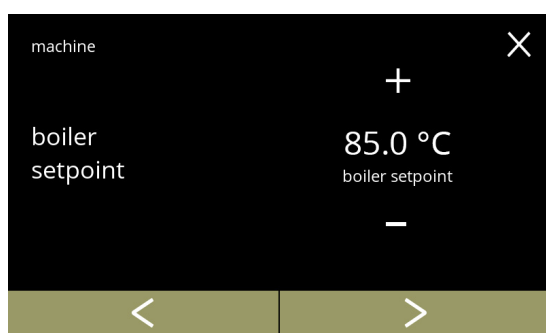 machine
boiler
setpoint
85.0 °C
boiler setpoint